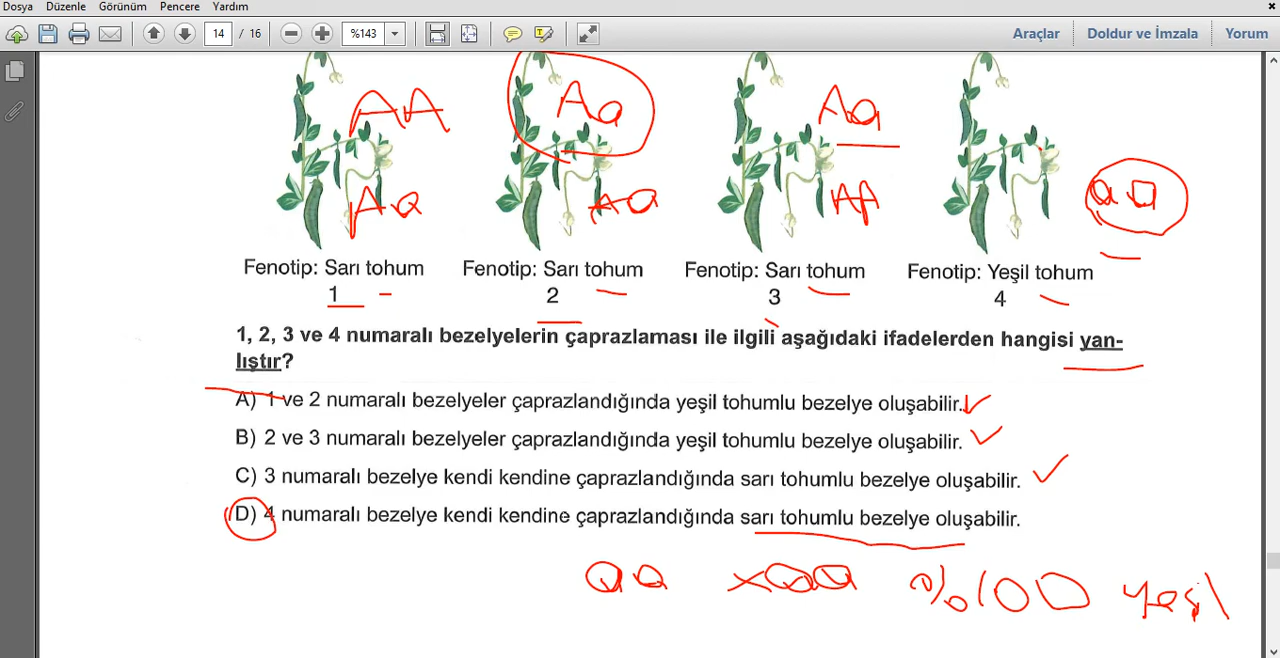 Dosya Düzenle Görünüm Pencere Yardım
14 / 16 %143 Araçlar Doldur ve İmzala Yorum
AA Aa Aa
Aa Aa AA aa
Fenotip: Sarı tohum Fenotip: Sarı tohum Fenotip: Sarı tohum Fenotip: Yeşil tohum
1 2 3 4
1, 2, 3 ve 4 numaralı bezelyelerin çaprazlaması ile ilgili aşağıdaki ifadelerden hangisi yan-
lıştır?
A) 1 ve 2 numaralı bezelyeler çaprazlandığında yeşil tohumlu bezelye oluşabilir.
B) 2 ve 3 numaralı bezelyeler çaprazlandığında yeşil tohumlu bezelye oluşabilir.
C) 3 numaralı bezelye kendi kendine çaprazlandığında sarı tohumlu bezelye oluşabilir.
D) 4 numaralı bezelye kendi kendine çaprazlandığında sarı tohumlu bezelye oluşabilir.
aa xaa %100 yeşil